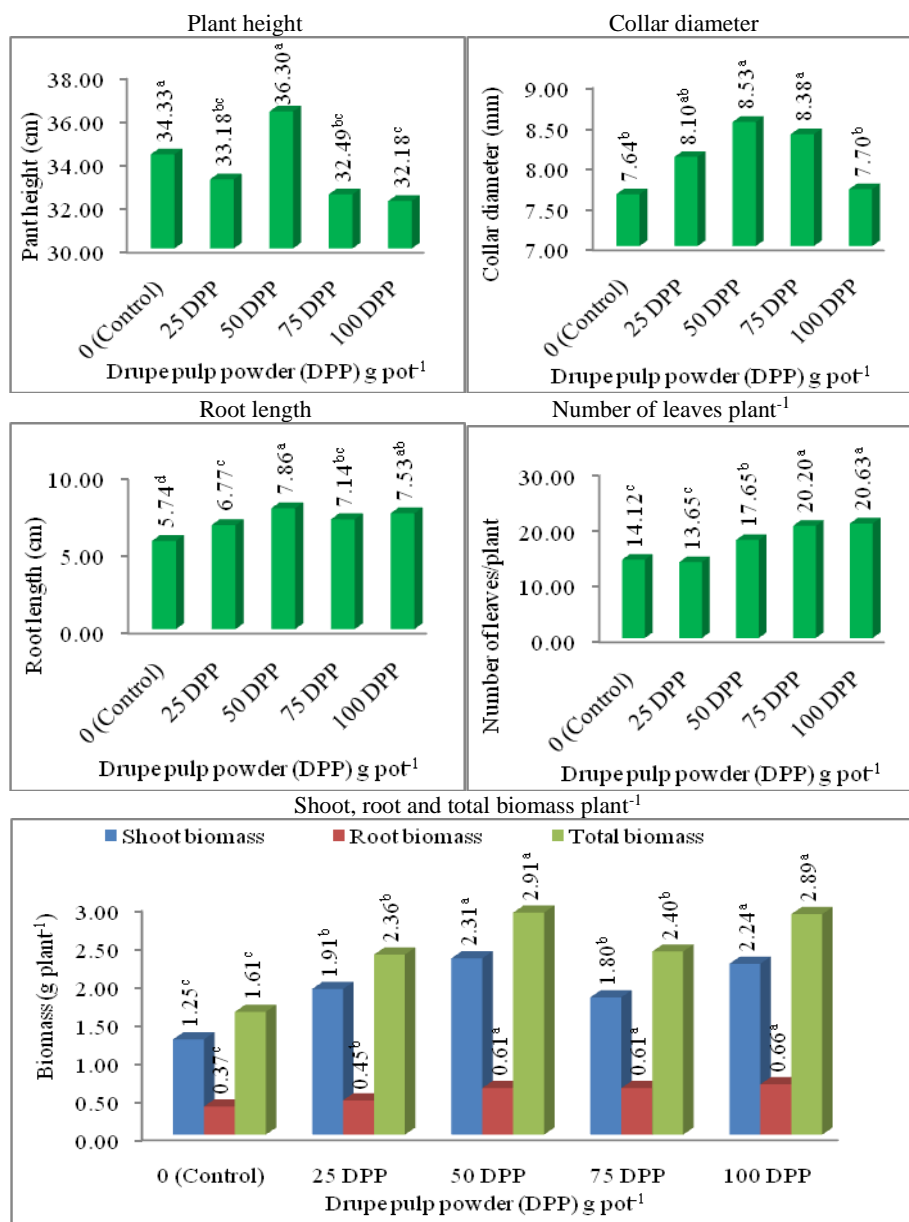 Plant height
Pant height (cm)
38.00
36.00
34.00
32.00
30.00
34.33ᵃ
33.18ᵇᶜ
36.30ᵃ
32.49ᵇᶜ
32.18ᶜ
0 (Control)
25 DPP
50 DPP
75 DPP
100 DPP
Drupe pulp powder (DPP) g pot⁻¹
Collar diameter
Collar diameter (mm)
9.00
8.50
8.00
7.50
7.00
7.64ᵇ
8.10ᵃᵇ
8.53ᵃ
8.38ᵃ
7.70ᵇ
0 (Control)
25 DPP
50 DPP
75 DPP
100 DPP
Drupe pulp powder (DPP) g pot⁻¹
Root length
Root length (cm)
10.00
5.00
0.00
5.74ᵈ
6.77ᶜ
7.86ᵃ
7.14ᵇᶜ
7.53ᵃᵇ
0 (Control)
25 DPP
50 DPP
75 DPP
100 DPP
Drupe pulp powder (DPP) g pot⁻¹
Number of leaves plant⁻¹
Number of leaves/plant
30.00
20.00
10.00
0.00
14.12ᶜ
13.65ᶜ
17.65ᵇ
20.20ᵃ
20.63ᵃ
0 (Control)
25 DPP
50 DPP
75 DPP
100 DPP
Drupe pulp powder (DPP) g pot⁻¹
Shoot, root and total biomass plant⁻¹
Shoot biomass Root biomass Total biomass
Biomass (g plant⁻¹)
3.00
2.50
2.00
1.50
1.00
0.50
0.00
1.25ᶜ
0.37ᶜ
1.61ᶜ
1.91ᵇ
0.45ᵇ
2.36ᵇ
2.31ᵃ
0.61ᵃ
2.91ᵃ
1.80ᵇ
0.61ᵃ
2.40ᵇ
2.24ᵃ
0.66ᵃ
2.89ᵃ
0 (Control) 25 DPP 50 DPP 75 DPP 100 DPP
Drupe pulp powder (DPP) g pot⁻¹